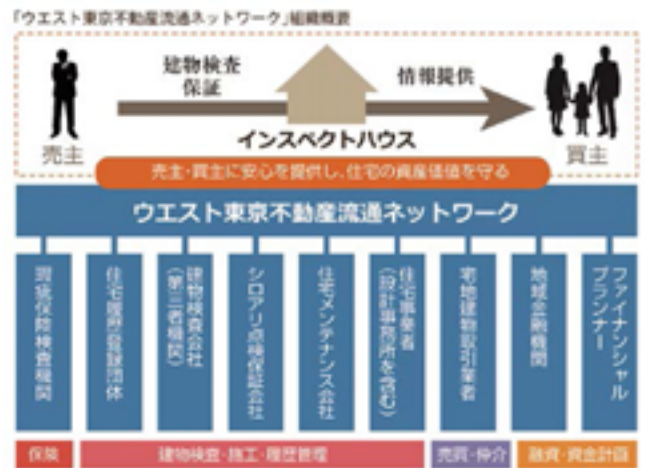 「ウエスト東京不動産流通ネットワーク」組織概要
建物検査
保証
情報提供
売主
インスペクトハウス
買主
売主・買主に安心を提供し、住宅の資産価値を守る
ウエスト東京不動産流通ネットワーク
瑕疵保険検査機関
住宅履歴登録団体
建物検査会社
(第三者機関)
シロアリ点検保証会社
住宅メンテナンス会社
住宅事業者
(設計事務所を含む)
宅地建物取引業者
地域金融機関
ファイナンシャル
プランナー
保険
建物検査・施工・履歴管理
売買・仲介
融資・資金計画